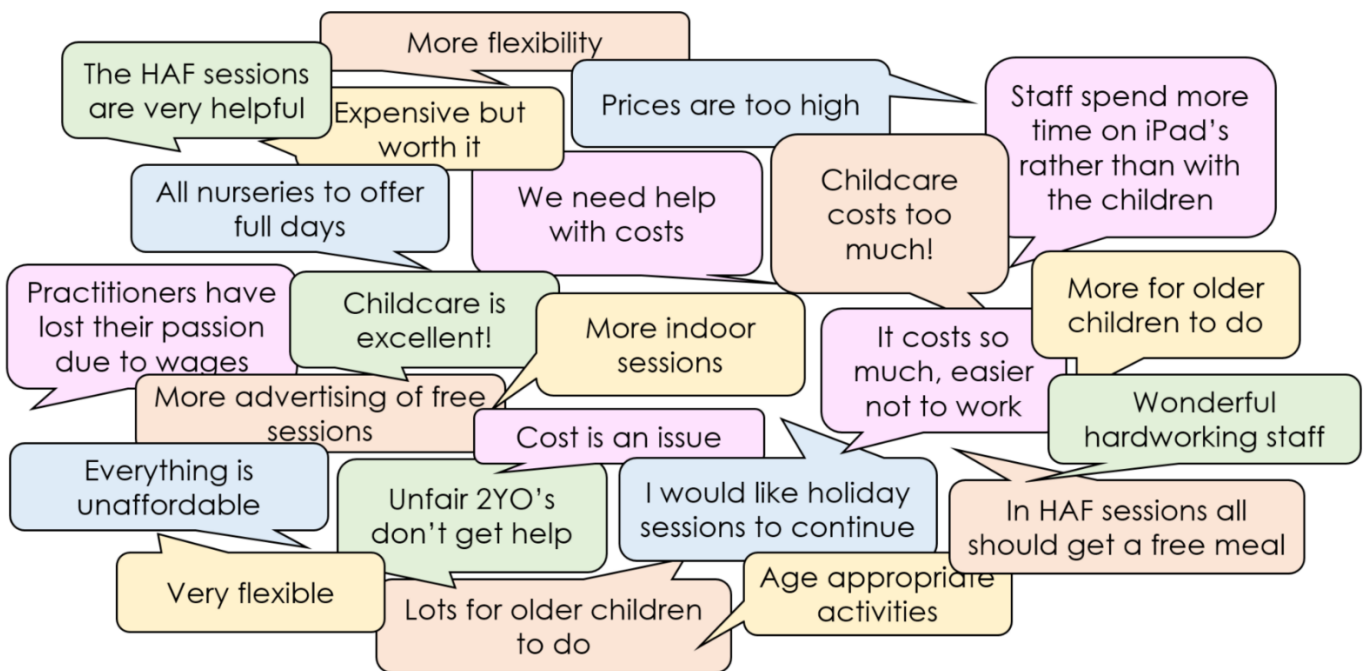 More flexibility
The HAF sessions
are very helpful
Expensive but
worth it
Prices are too high
Staff spend more
time on iPad's
rather than with
the children
All nurseries to offer
full days
We need help
with costs
Childcare
costs too
much!
Practitioners have
lost their passion
due to wages
Childcare is
excellent!
More indoor
sessions
It costs so
much, easier
not to work
More for older
children to do
More advertising of free
sessions
Cost is an issue
Wonderful
hardworking staff
Everything is
unaffordable
Unfair 2YO's
don't get help
I would like holiday
sessions to continue
In HAF sessions all
should get a free meal
Very flexible
Lots for older children
to do
Age appropriate
activities